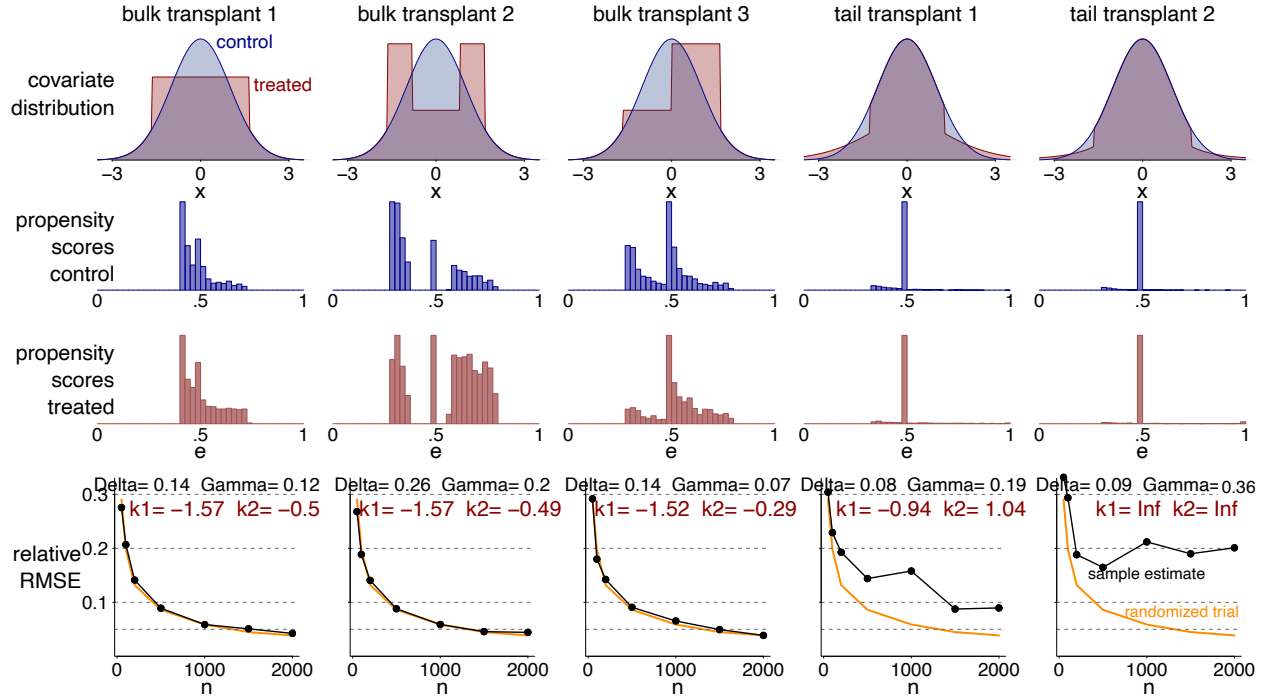 bulk transplant 1 bulk transplant 2 bulk transplant 3 tail transplant 1 tail transplant 2
control
covariate
distribution
treated
−3 0 3 −3 0 3 −3 0 3 −3 0 3 −3 0 3
x x x x x
propensity
scores
control
0 .5 1 0 .5 1 0 .5 1 0 .5 1 0 .5 1
propensity
scores
treated
0 .5 1 0 .5 1 0 .5 1 0 .5 1 0 .5 1
e e e e e
Delta= 0.14 Gamma= 0.12 Delta= 0.26 Gamma= 0.2 Delta= 0.14 Gamma= 0.07 Delta= 0.08 Gamma= 0.19 Delta= 0.09 Gamma= 0.36
0.3
k1= −1.57 k2= −0.5 k1= −1.57 k2= −0.49 k1= −1.52 k2= −0.29 k1= −0.94 k2= 1.04 k1= Inf k2= Inf
relative
RMSE
0.2
sample estimate
0.1
randomized trial
0 1000 2000 0 1000 2000 0 1000 2000 0 1000 2000 0 1000 2000
n n n n n